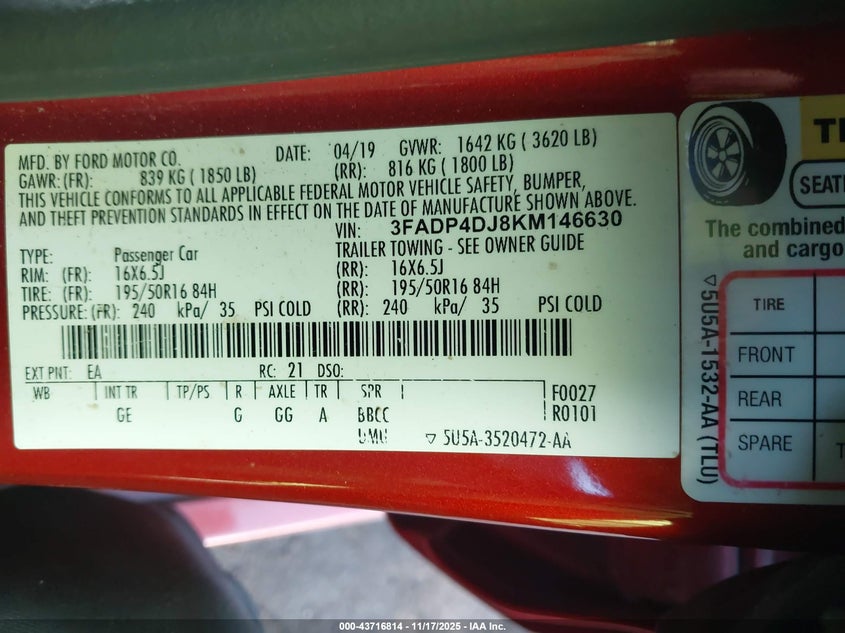 MFD. BY FORD MOTOR CO. DATE: 04/19 GVWR: 1642 KG ( 3620 LB)
GAWR: (FR): 839 KG ( 1850 LB) (RR): 816 KG ( 1800 LB)
THIS VEHICLE CONFORMS TO ALL APPLICABLE FEDERAL MOTOR VEHICLE SAFETY, BUMPER,
AND THEFT PREVENTION STANDARDS IN EFFECT ON THE DATE OF MANUFACTURE SHOWN ABOVE.
VIN: 3FADP4DJ8KM146630
TYPE: Passenger Car TRAILER TOWING - SEE OWNER GUIDE
RIM: (FR): 16X6.5J (RR): 16X6.5J
TIRE: (FR): 195/50R16 84H (RR): 195/50R16 84H
PRESSURE: (FR): 240 kPa/ 35 PSI COLD (RR): 240 kPa/ 35 PSI COLD
EXT PNT: EA RC: 21 DSO:
WB INT TR TP/PS R AXLE TR SPR F0027
GE G GG A BBCC R0101
UMU ▽ 5U5A-3520472-AA
SEATI
The combined
and cargo
TIRE
FRONT
REAR
SPARE
▽5U5A-1532-AA (TLU)
000-43716814 - 11/17/2025 - IAA Inc.